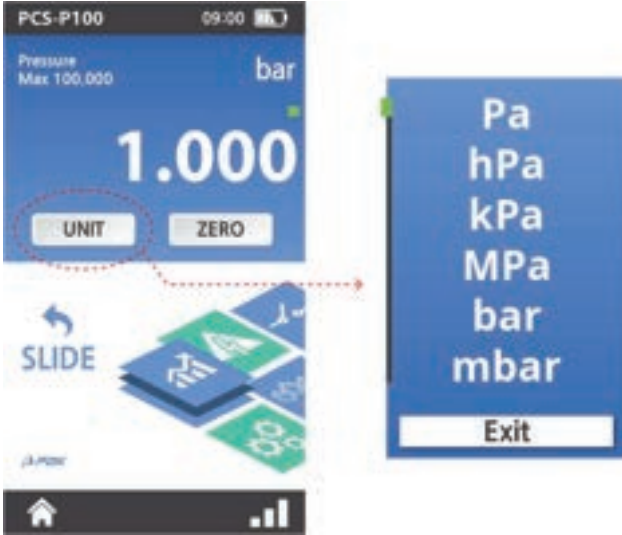 PCS-P100 09:00
Pressure
Max 100,000
bar
1.000
UNIT ZERO
SLIDE
Pa
hPa
kPa
MPa
bar
mbar
Exit